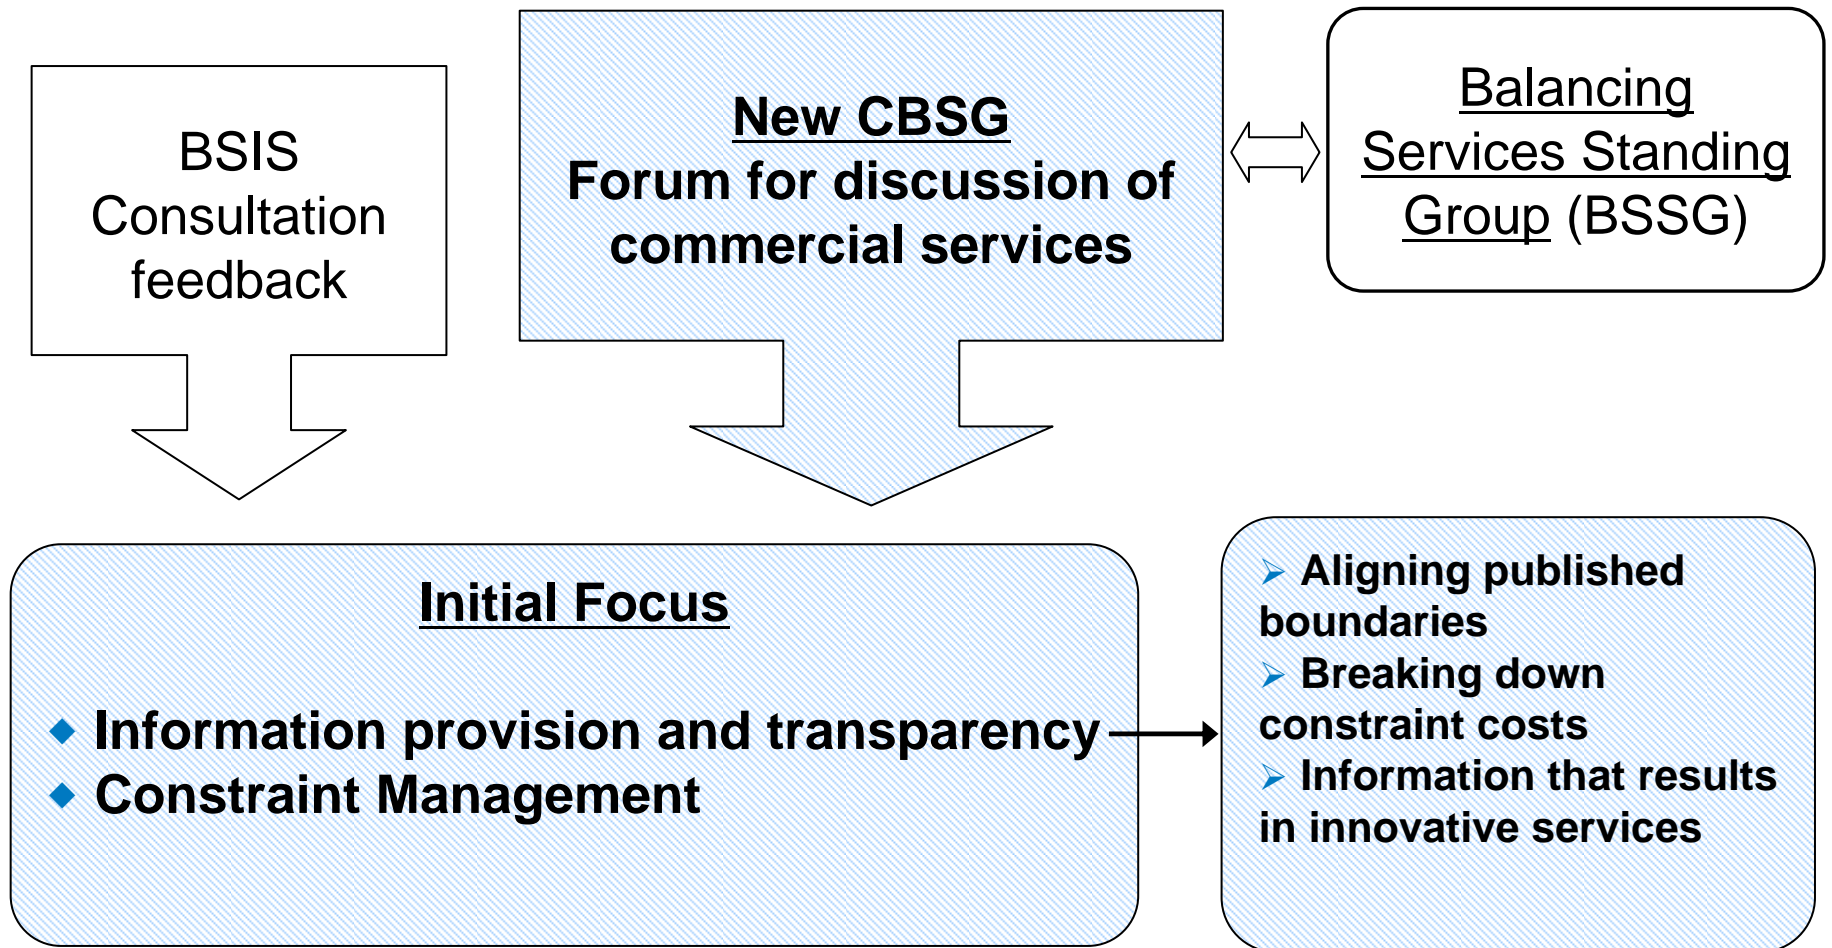 BSIS
Consultation
feedback
New CBSG
Forum for discussion of
commercial services
Balancing
Services Standing
Group (BSSG)
Initial Focus
Information provision and transparency
Constraint Management
Aligning published
boundaries
Breaking down
constraint costs
Information that results
in innovative services